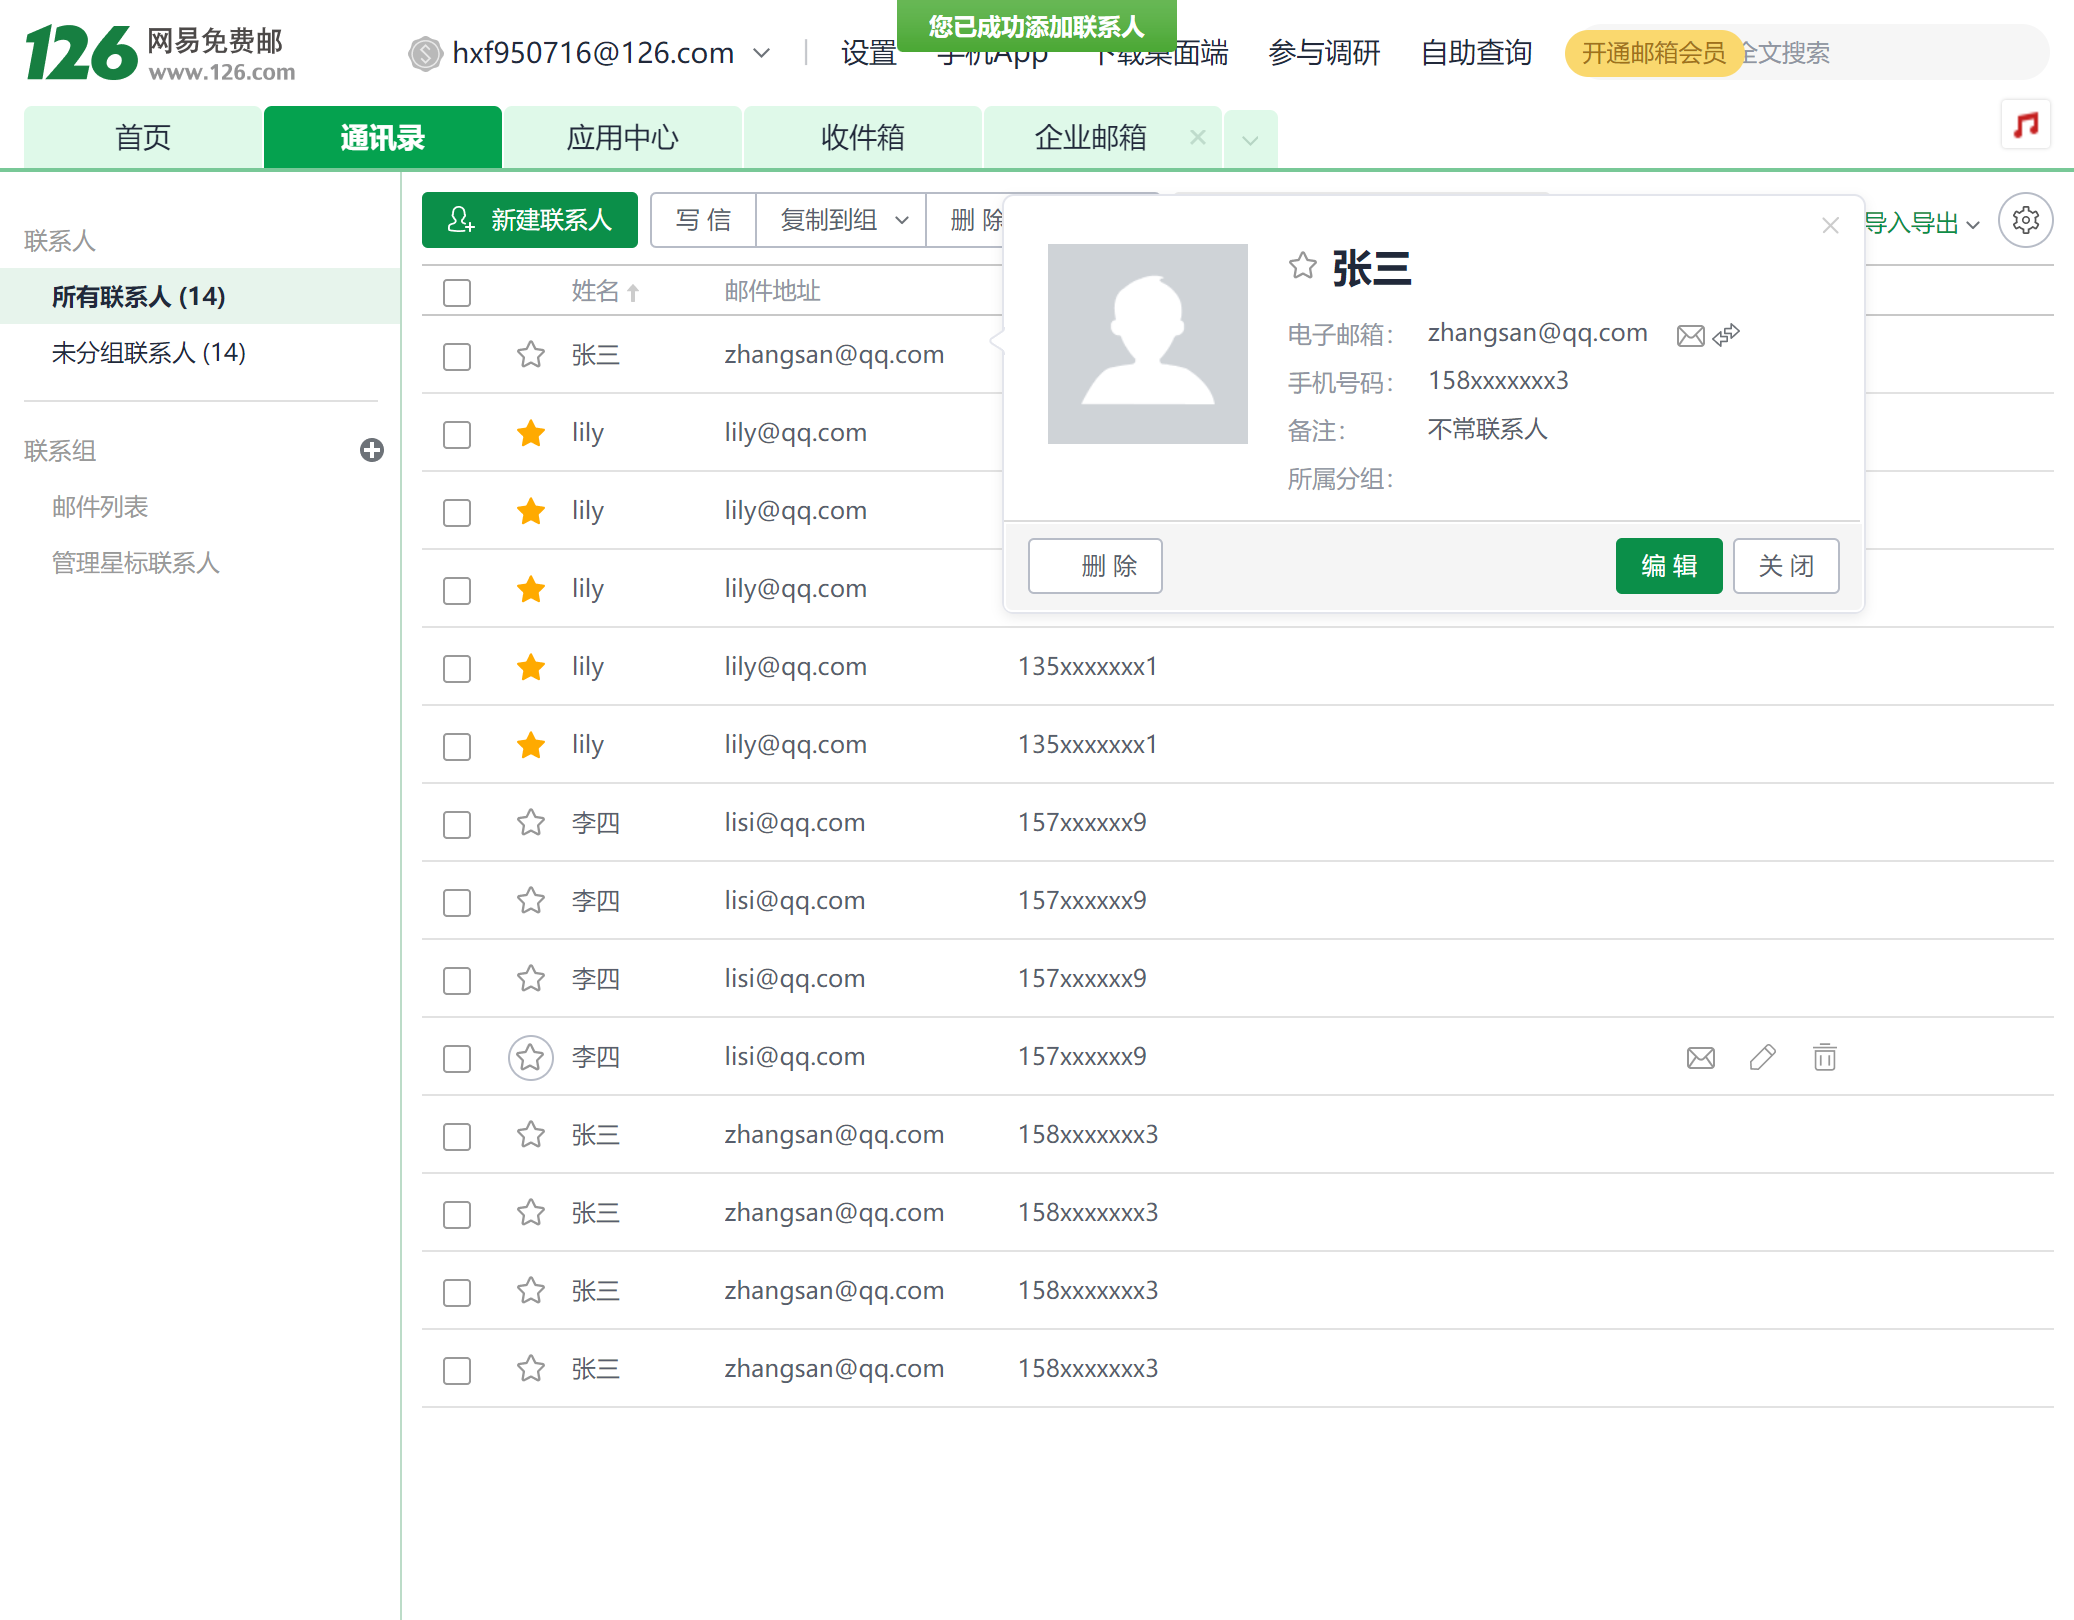 您已成功添加联系人
126 网易免费邮
www.126.com
hxf950716@126.com
设置 手机App 下载桌面端 参与调研 自助查询 开通邮箱会员 全文搜索
首页 通讯录 应用中心 收件箱 企业邮箱
联系人
所有联系人 (14)
未分组联系人 (14)
联系组
邮件列表
管理星标联系人
新建联系人 写 信 复制到组 删 除 导入导出
姓名 邮件地址
张三 zhangsan@qq.com
lily lily@qq.com
lily lily@qq.com
lily lily@qq.com
lily lily@qq.com 135xxxxxxx1
lily lily@qq.com 135xxxxxxx1
李四 lisi@qq.com 157xxxxxx9
李四 lisi@qq.com 157xxxxxx9
李四 lisi@qq.com 157xxxxxx9
李四 lisi@qq.com 157xxxxxx9
张三 zhangsan@qq.com 158xxxxxxx3
张三 zhangsan@qq.com 158xxxxxxx3
张三 zhangsan@qq.com 158xxxxxxx3
张三 zhangsan@qq.com 158xxxxxxx3
张三
电子邮箱: zhangsan@qq.com
手机号码: 158xxxxxxx3
备注: 不常联系人
所属分组:
删 除 编 辑 关 闭